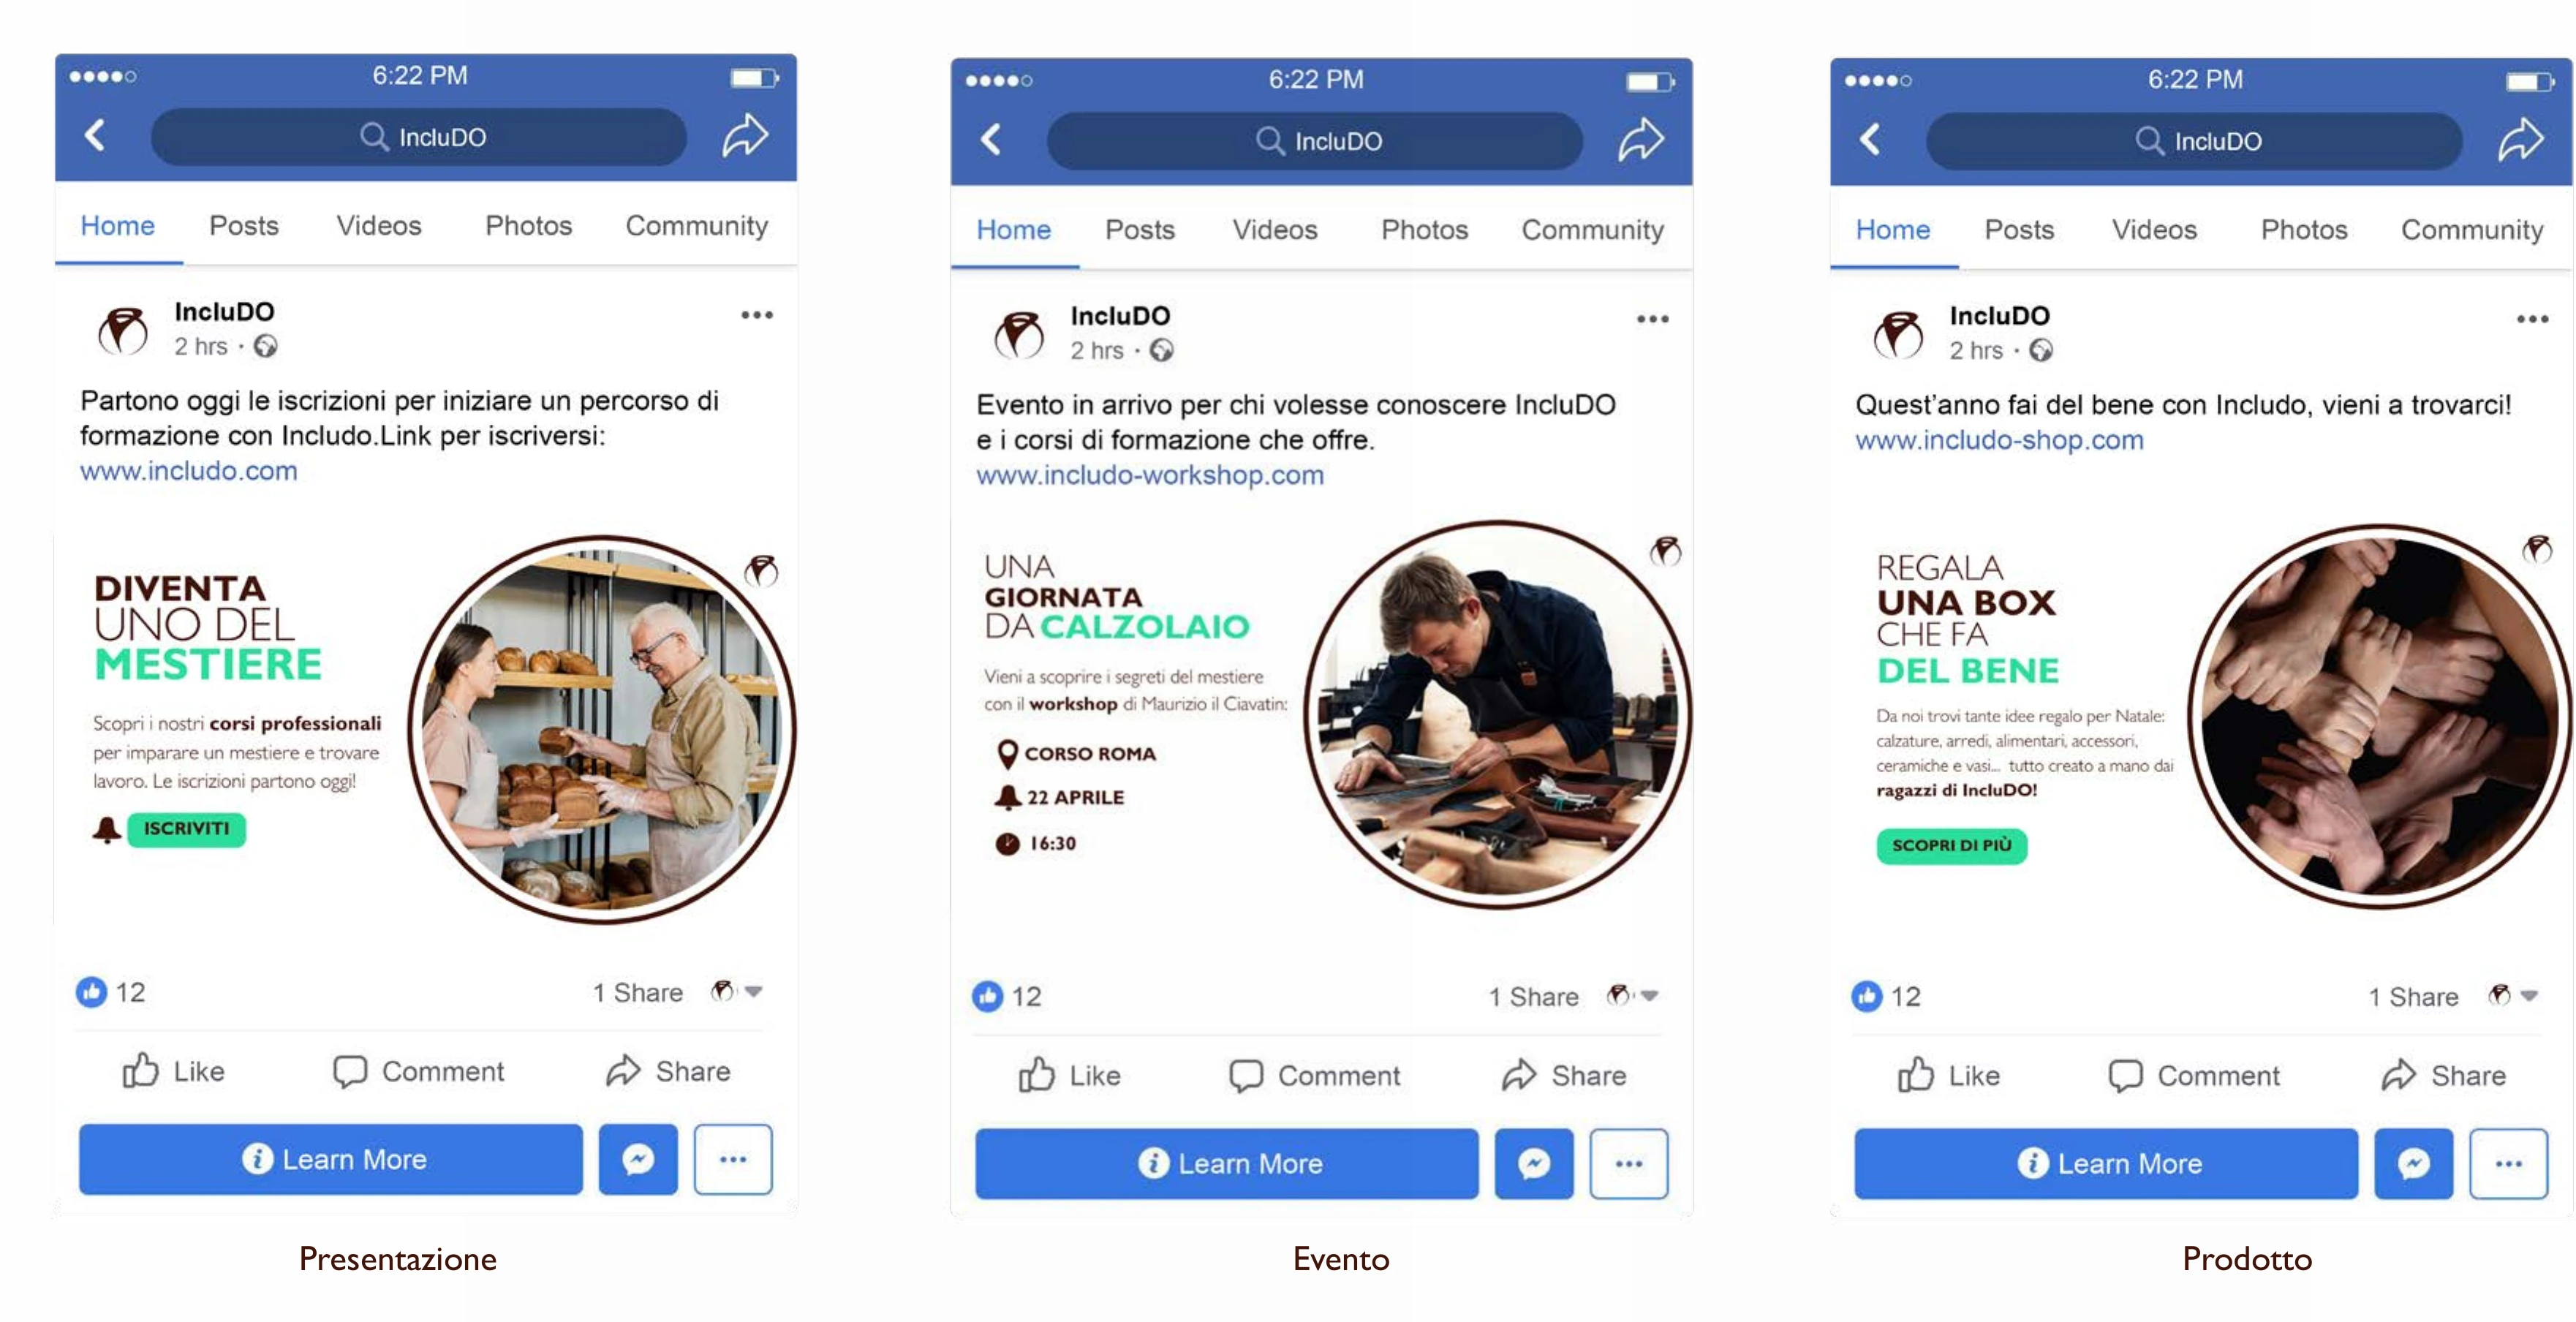 6:22 PM
IncluDO
Home Posts Videos Photos Community
IncluDO
2 hrs ·
Partono oggi le iscrizioni per iniziare un percorso di
formazione con Includo.Link per iscriversi:
www.includo.com
DIVENTA
UNO DEL
MESTIERE
Scopri i nostri corsi professionali
per imparare un mestiere e trovare
lavoro. Le iscrizioni partono oggi!
ISCRIVITI
12 1 Share
Like Comment Share
Learn More
Presentazione
6:22 PM
IncluDO
Home Posts Videos Photos Community
IncluDO
2 hrs ·
Evento in arrivo per chi volesse conoscere IncluDO
e i corsi di formazione che offre.
www.includo-workshop.com
UNA
GIORNATA
DA CALZOLAIO
Vieni a scoprire i segreti del mestiere
con il workshop di Maurizio il Ciavatin:
CORSO ROMA
22 APRILE
16:30
12 1 Share
Like Comment Share
Learn More
Evento
6:22 PM
IncluDO
Home Posts Videos Photos Community
IncluDO
2 hrs ·
Quest'anno fai del bene con Includo, vieni a trovarci!
www.includo-shop.com
REGALA
UNA BOX
CHE FA
DEL BENE
Da noi trovi tante idee regalo per Natale:
calzature, arredi, alimentari, accessori,
ceramiche e vasi... tutto creato a mano dai
ragazzi di IncluDO!
SCOPRI DI PIÙ
12 1 Share
Like Comment Share
Learn More
Prodotto